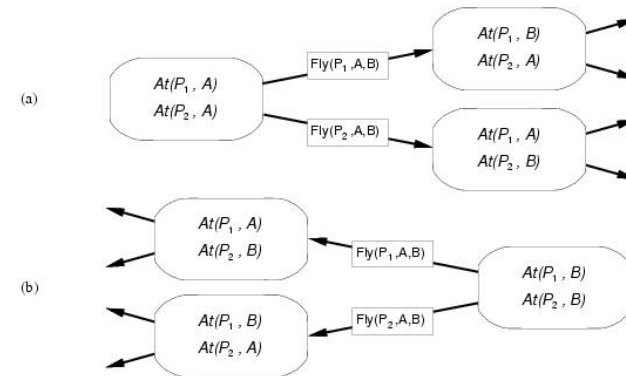 (a)
At(P₁ , A)
At(P₂ , A)
Fly(P₁ ,A,B)
Fly(P₂ ,A,B)
At(P₁ , B)
At(P₂ , A)
At(P₁ , A)
At(P₂ , B)
(b)
At(P₁ , A)
At(P₂ , B)
At(P₁ , B)
At(P₂ , A)
Fly(P₁ ,A,B)
Fly(P₂ ,A,B)
At(P₁ , B)
At(P₂ , B)